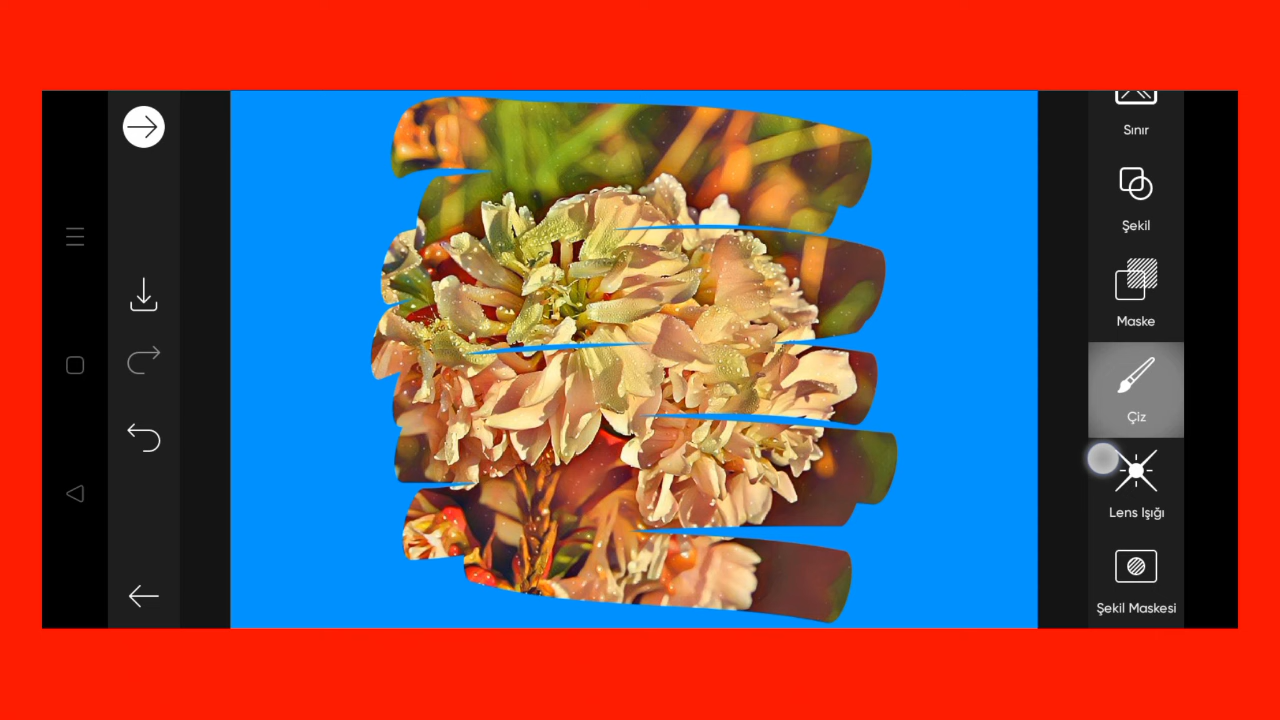 Sınır
Şekil
Maske
Çiz
Lens Işığı
Şekil Maskesi